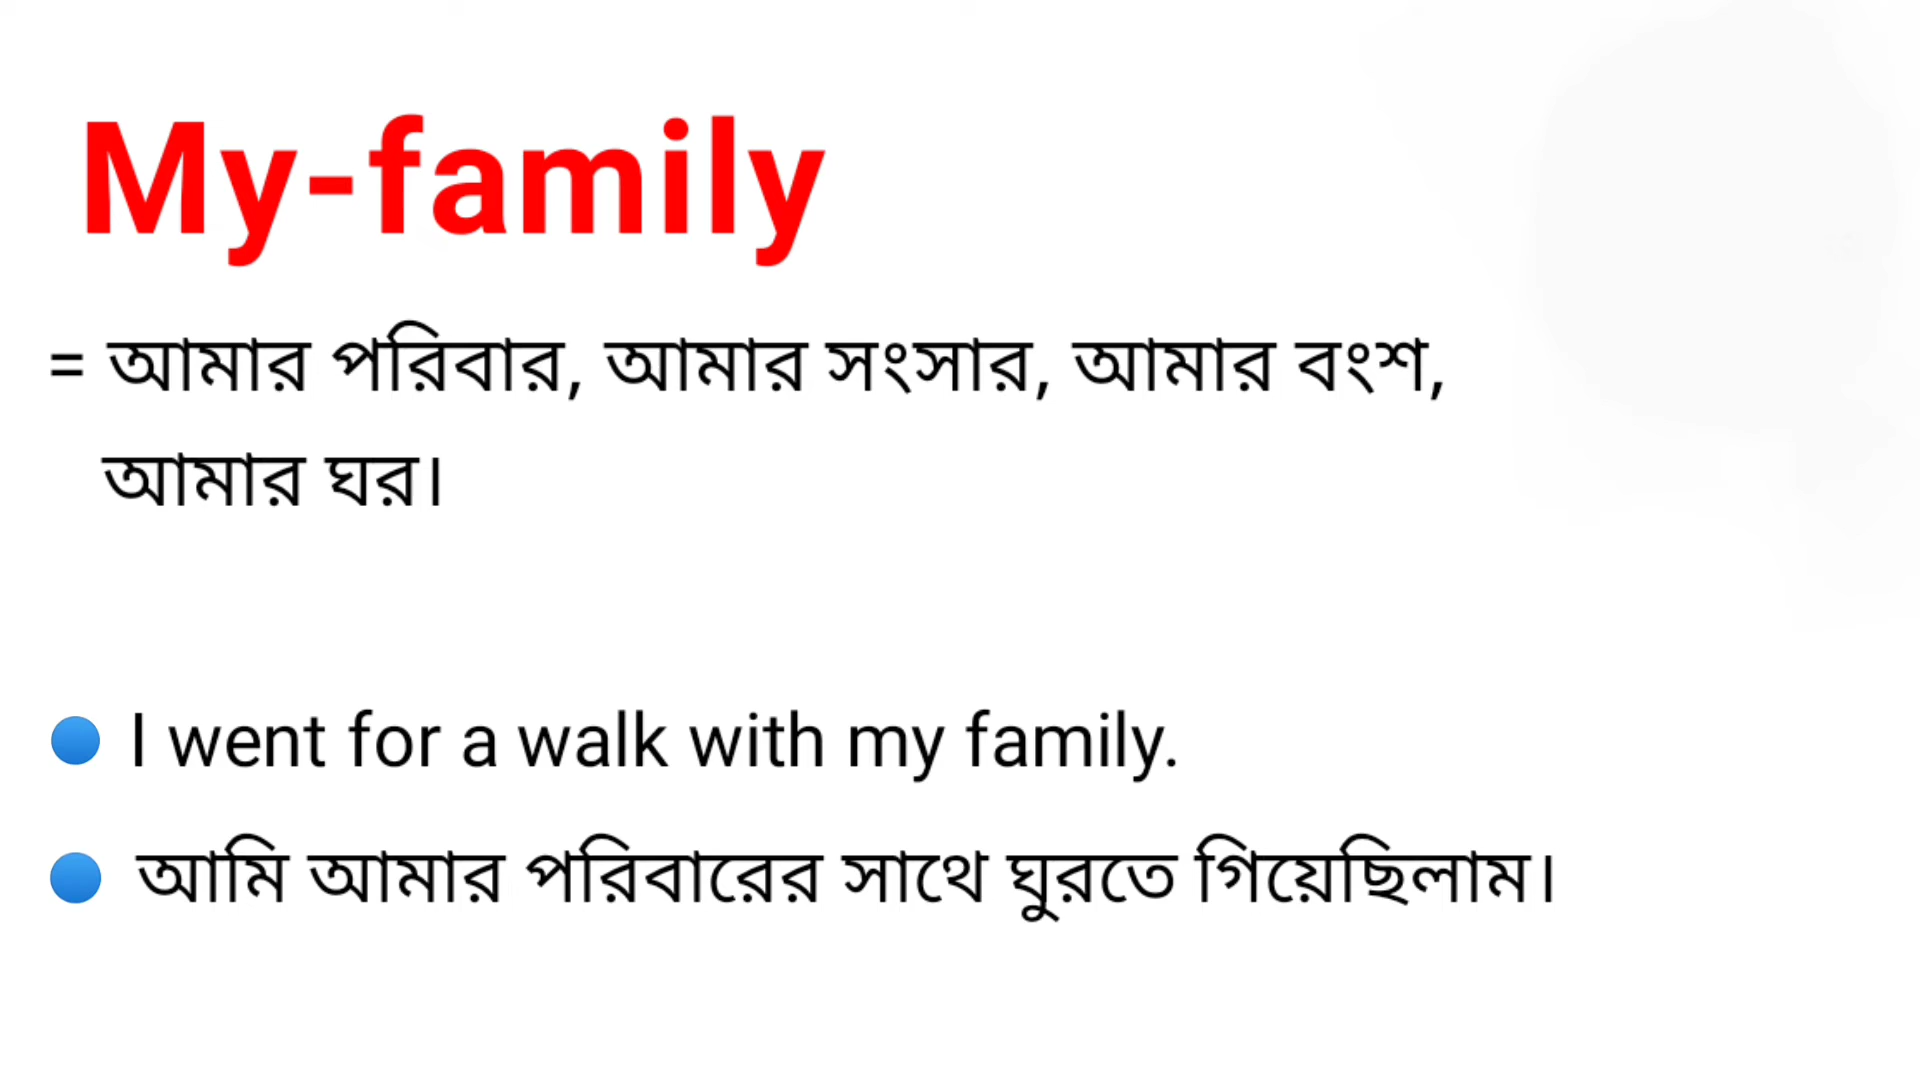 My-family
= আমার পরিবার, আমার সংসার, আমার বংশ,
আমার ঘর।
I went for a walk with my family.
আমি আমার পরিবারের সাথে ঘুরতে গিয়েছিলাম।